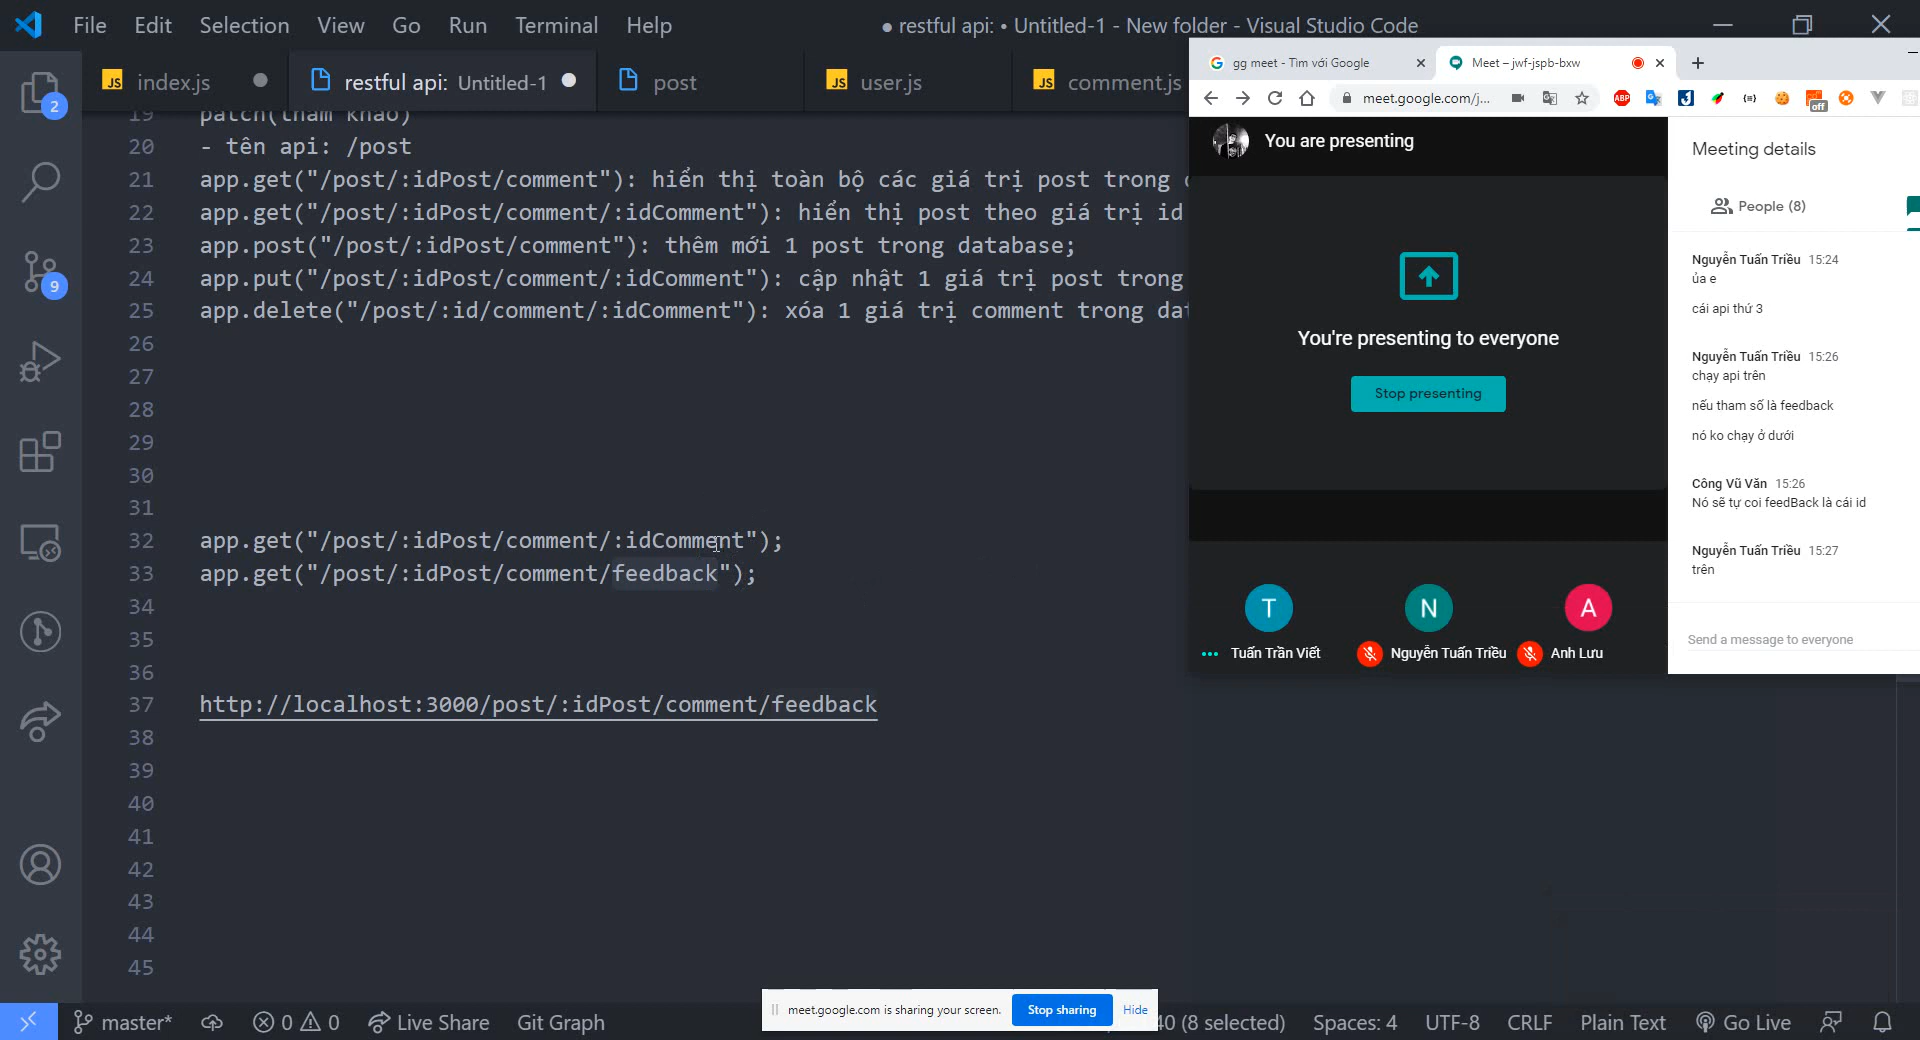 File Edit Selection View Go Run Terminal Help
● restful api: • Untitled-1 - New folder - Visual Studio Code
JS index.js
restful api: Untitled-1
post
JS user.js
JS comment.js
2
9
19 patch(tham khảo)
20 - tên api: /post
21 app.get("/post/:idPost/comment"): hiển thị toàn bộ các giá trị post trong
22 app.get("/post/:idPost/comment/:idComment"): hiển thị post theo giá trị id
23 app.post("/post/:idPost/comment"): thêm mới 1 post trong database;
24 app.put("/post/:idPost/comment/:idComment"): cập nhật 1 giá trị post trong
25 app.delete("/post/:id/comment/:idComment"): xóa 1 giá trị comment trong
26
27
28
29
30
31
32 app.get("/post/:idPost/comment/:idComment");
33 app.get("/post/:idPost/comment/feedback");
34
35
36
37 http://localhost:3000/post/:idPost/comment/feedback
38
39
40
41
42
43
44
45
gg meet - Tìm với Google
Meet – jwf-jspb-bxw
meet.google.com/j...
ABP
off
You are presenting
You're presenting to everyone
Stop presenting
T
Tuấn Trần Viết
N
Nguyễn Tuấn Triều
A
Anh Lưu
Meeting details
People (8)
Nguyễn Tuấn Triều 15:24
ủa e
cái api thứ 3
Nguyễn Tuấn Triều 15:26
chạy api trên
nếu tham số là feedback
nó ko chạy ở dưới
Công Vũ Văn 15:26
Nó sẽ tự coi feedBack là cái id
Nguyễn Tuấn Triều 15:27
trên
Send a message to everyone
meet.google.com is sharing your screen.
Stop sharing
Hide
master*
0
0
Live Share
Git Graph
40 (8 selected)
Spaces: 4
UTF-8
CRLF
Plain Text
Go Live